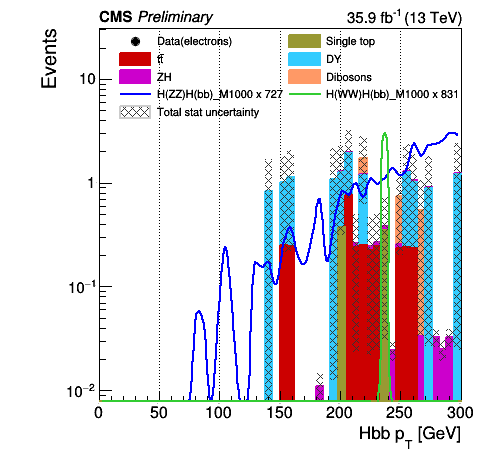 CMS Preliminary 35.9 fb⁻¹ (13 TeV)
Events
Data(electrons) Single top
tt̄ DY
ZH Dibosons
H(ZZ)H(bb)_M1000 x 727 H(WW)H(bb)_M1000 x 831
Total stat uncertainty
10
1
10⁻¹
10⁻²
0 50 100 150 200 250 300
Hbb p_T [GeV]